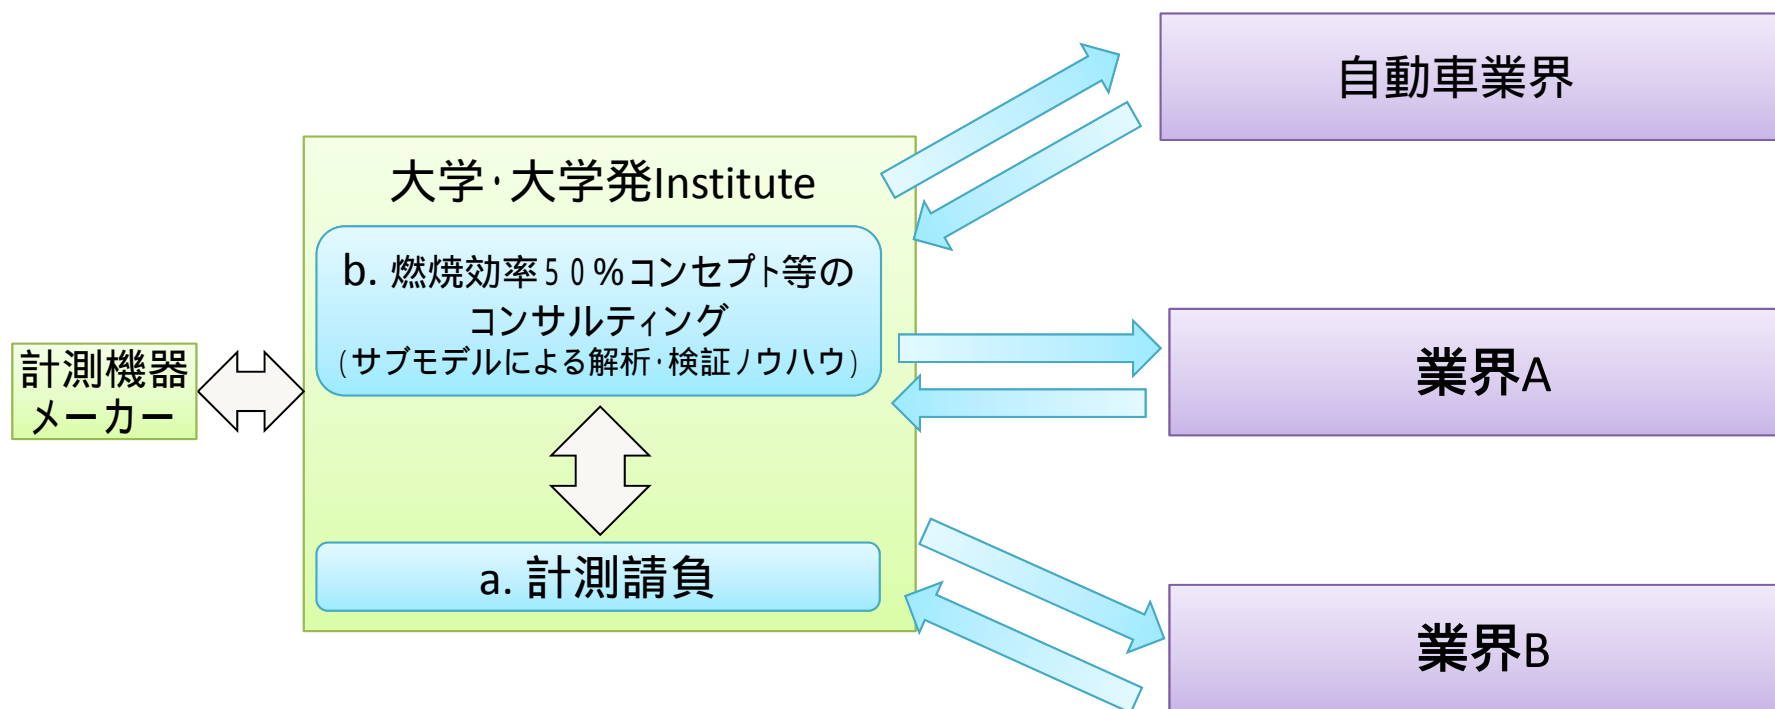 自動車業界
大学・大学発Institute
b. 燃焼効率５０％コンセプト等の
コンサルティング
（サブモデルによる解析・検証ノウハウ）
計測機器
メーカー
業界A
a. 計測請負
業界B